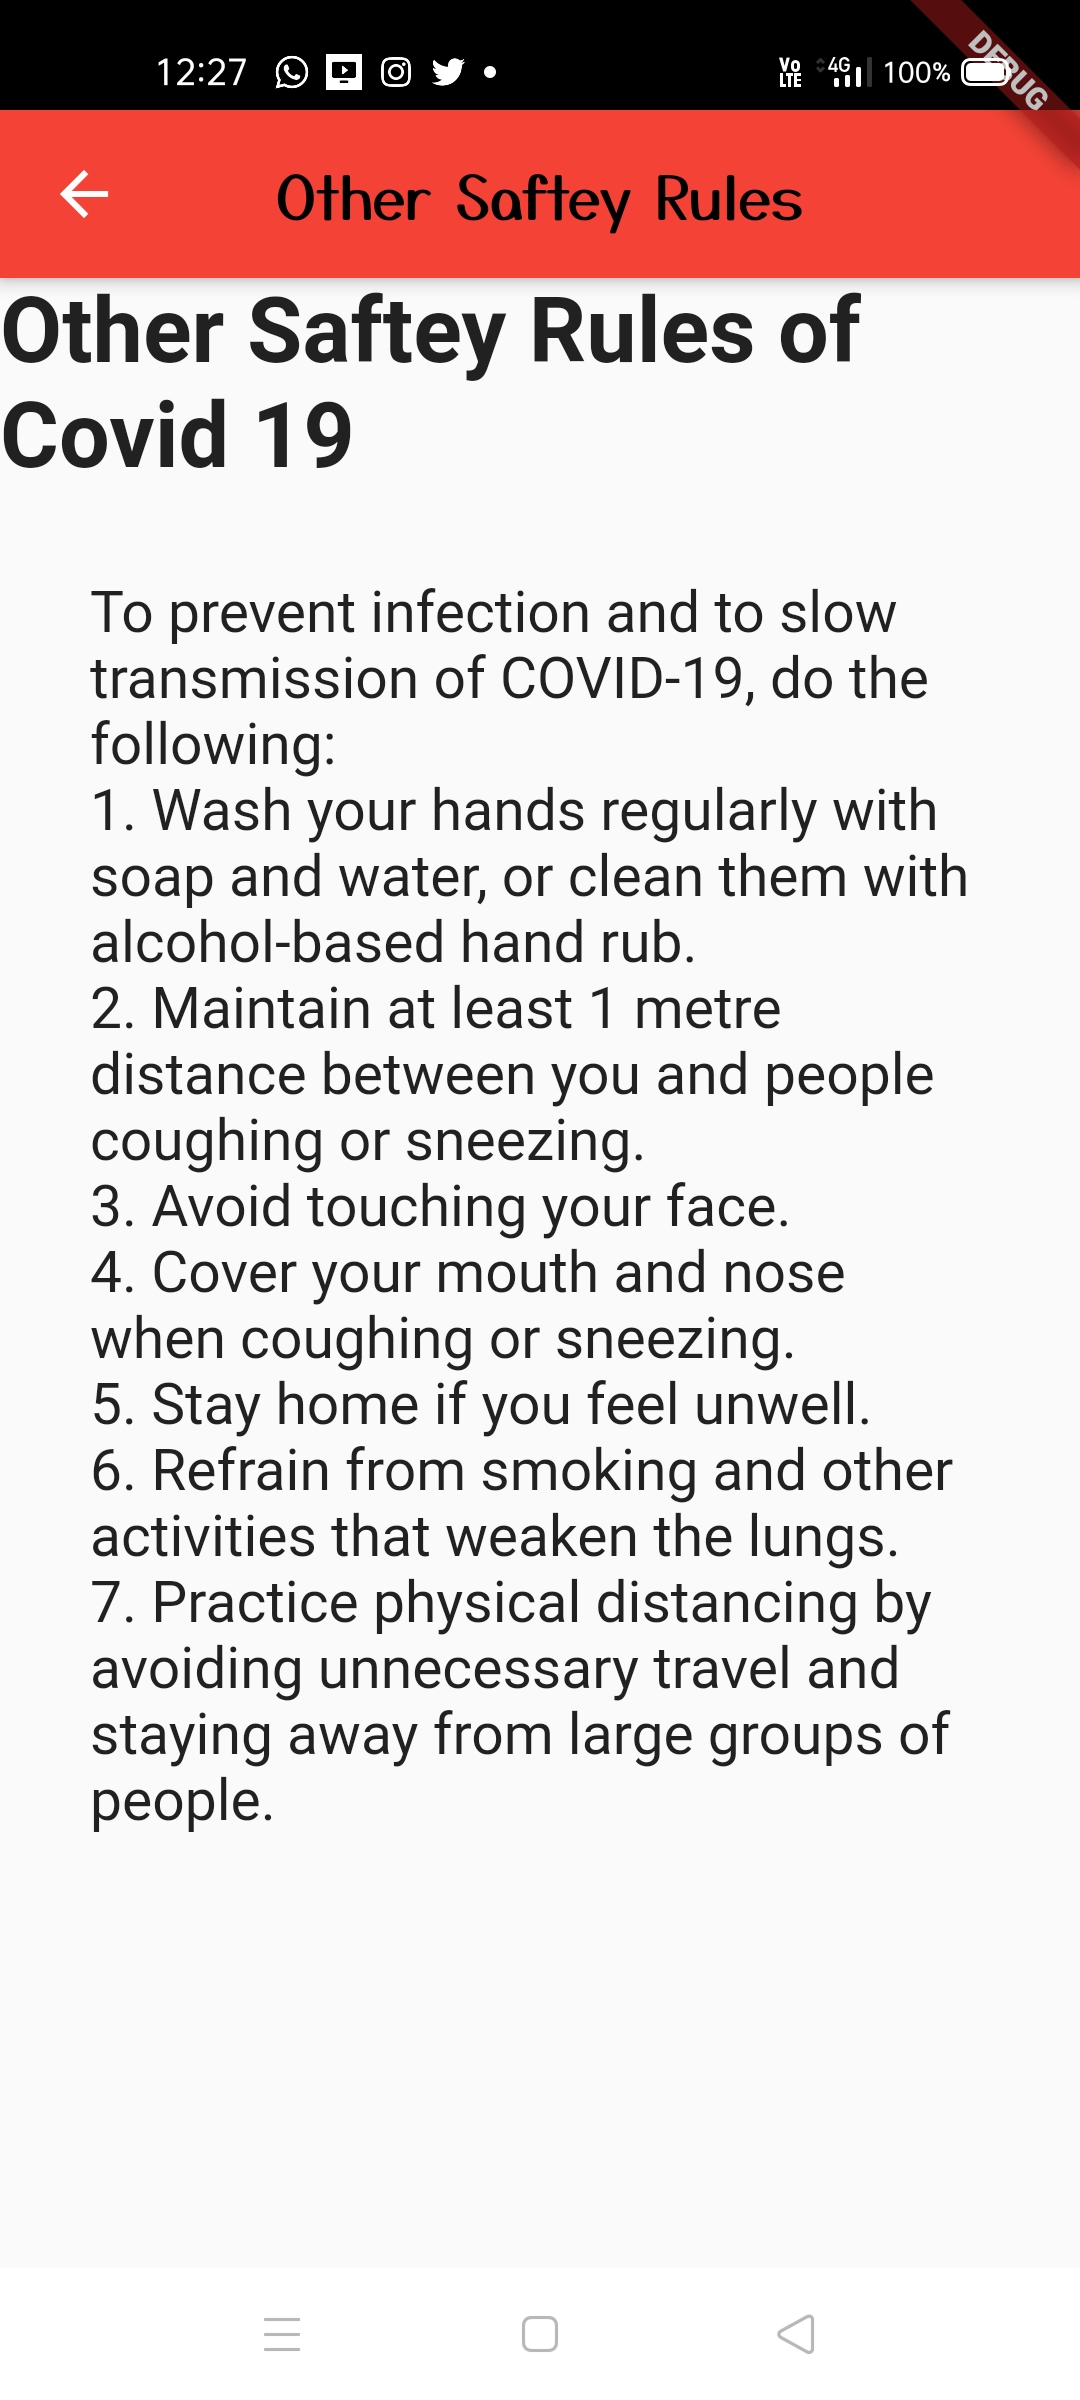 12:27
Vo
LTE
4G
100%
DEBUG
Other Saftey Rules
Other Saftey Rules of
Covid 19
To prevent infection and to slow
transmission of COVID-19, do the
following:
1. Wash your hands regularly with
soap and water, or clean them with
alcohol-based hand rub.
2. Maintain at least 1 metre
distance between you and people
coughing or sneezing.
3. Avoid touching your face.
4. Cover your mouth and nose
when coughing or sneezing.
5. Stay home if you feel unwell.
6. Refrain from smoking and other
activities that weaken the lungs.
7. Practice physical distancing by
avoiding unnecessary travel and
staying away from large groups of
people.